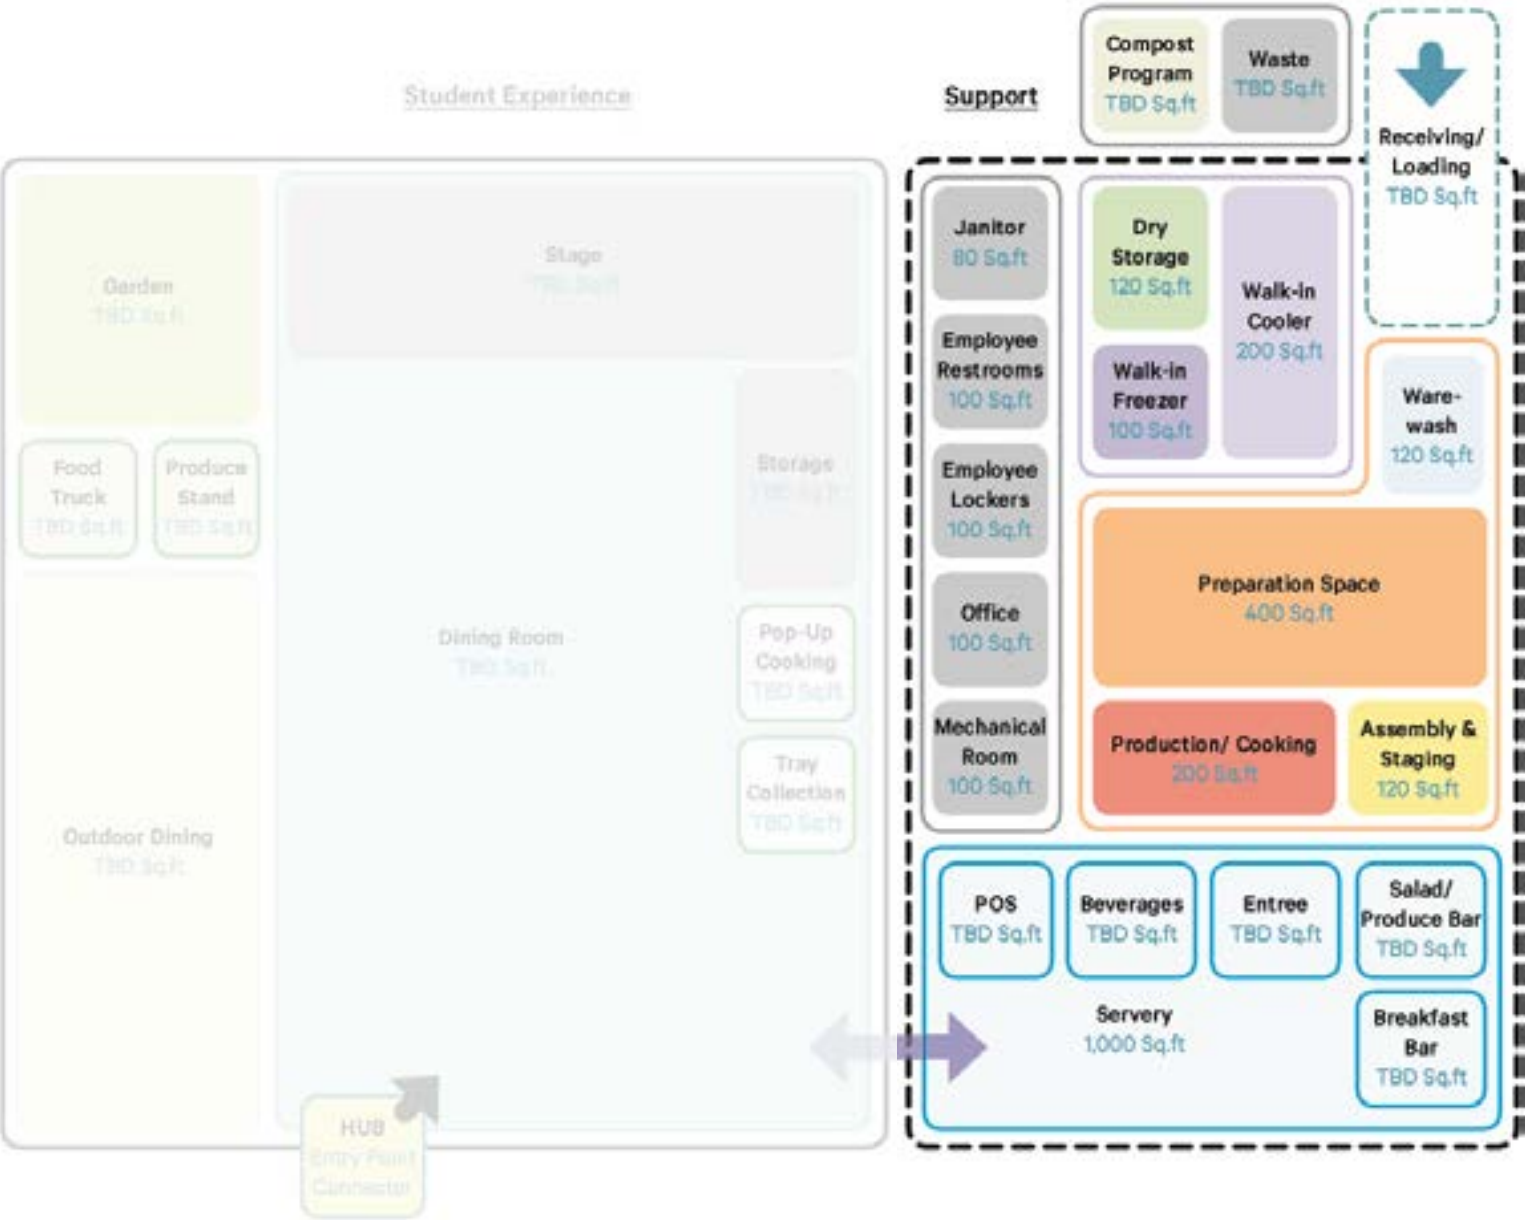 Student Experience
Garden
TBD Sq.ft
Food
Truck
TBD Sq.ft
Produce
Stand
TBD Sq.ft
Outdoor Dining
TBD Sq.ft
Stage
TBD Sq.ft
Dining Room
TBD Sq.ft
Storage
TBD Sq.ft
Pop-Up
Cooking
TBD Sq.ft
Tray
Collection
TBD Sq.ft
HUB
Entry Point
Connector
Support
Compost
Program
TBD Sq.ft
Waste
TBD Sq.ft
Receiving/
Loading
TBD Sq.ft
Janitor
80 Sq.ft
Employee
Restrooms
100 Sq.ft
Employee
Lockers
100 Sq.ft
Office
100 Sq.ft
Mechanical
Room
100 Sq.ft
Dry
Storage
120 Sq.ft
Walk-in
Freezer
100 Sq.ft
Walk-in
Cooler
200 Sq.ft
Ware-
wash
120 Sq.ft
Preparation Space
400 Sq.ft
Production/ Cooking
200 Sq.ft
Assembly &
Staging
120 Sq.ft
POS
TBD Sq.ft
Beverages
TBD Sq.ft
Entree
TBD Sq.ft
Salad/
Produce Bar
TBD Sq.ft
Servery
1,000 Sq.ft
Breakfast
Bar
TBD Sq.ft